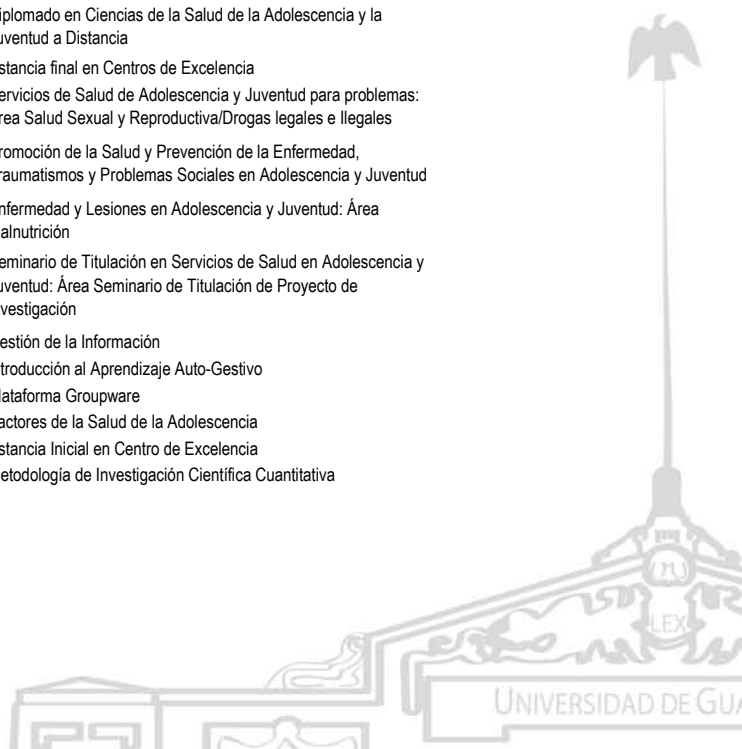 iplomado en Ciencias de la Salud de la Adolescencia y la
uventud a Distancia
stancia final en Centros de Excelencia
ervicios de Salud de Adolescencia y Juventud para problemas:
rea Salud Sexual y Reproductiva/Drogas legales e Ilegales
romoción de la Salud y Prevención de la Enfermedad,
raumatismos y Problemas Sociales en Adolescencia y Juventud
nfermedad y Lesiones en Adolescencia y Juventud: Área
alnutrición
eminario de Titulación en Servicios de Salud en Adolescencia y
uventud: Área Seminario de Titulación de Proyecto de
vestigación
estión de la Información
troducción al Aprendizaje Auto-Gestivo
lataforma Groupware
actores de la Salud de la Adolescencia
stancia Inicial en Centro de Excelencia
etodología de Investigación Científica Cuantitativa
LEX
UNIVERSIDAD DE GUA